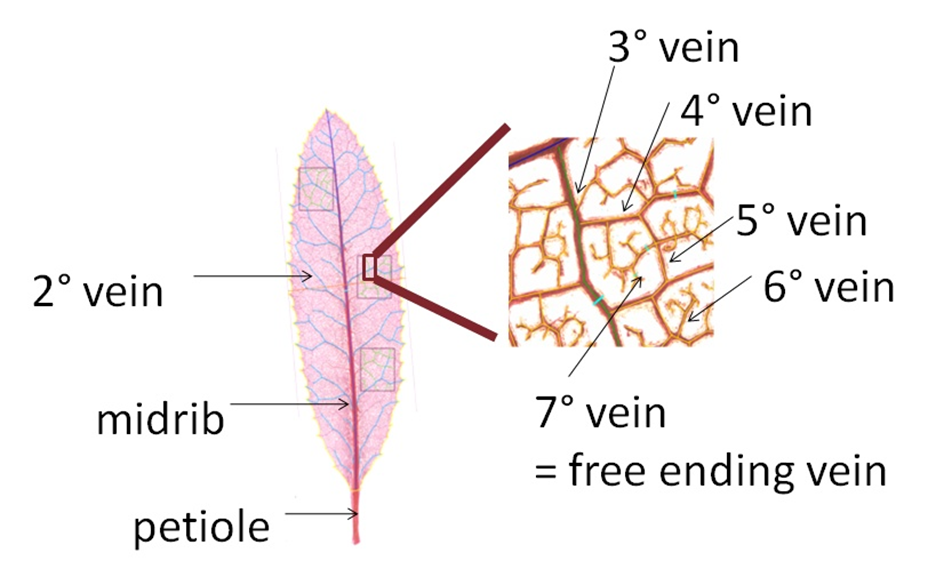 3° vein
4° vein
5° vein
2° vein
6° vein
midrib
7° vein
= free ending vein
petiole